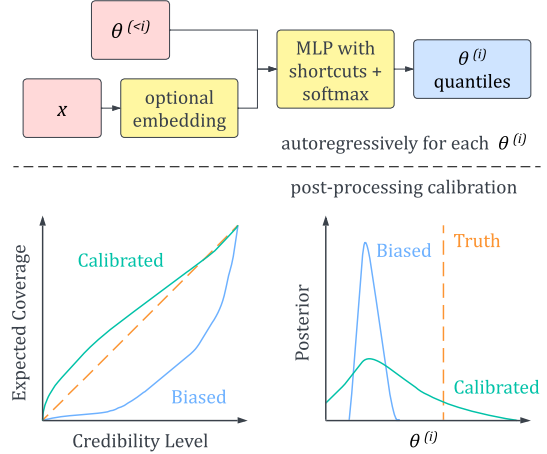 θ (<i)
x
optional
embedding
MLP with
shortcuts +
softmax
θ (i)
quantiles
autoregressively for each θ (i)
post-processing calibration
Expected Coverage
Calibrated
Biased
Credibility Level
Posterior
Biased
Truth
Calibrated
θ (i)